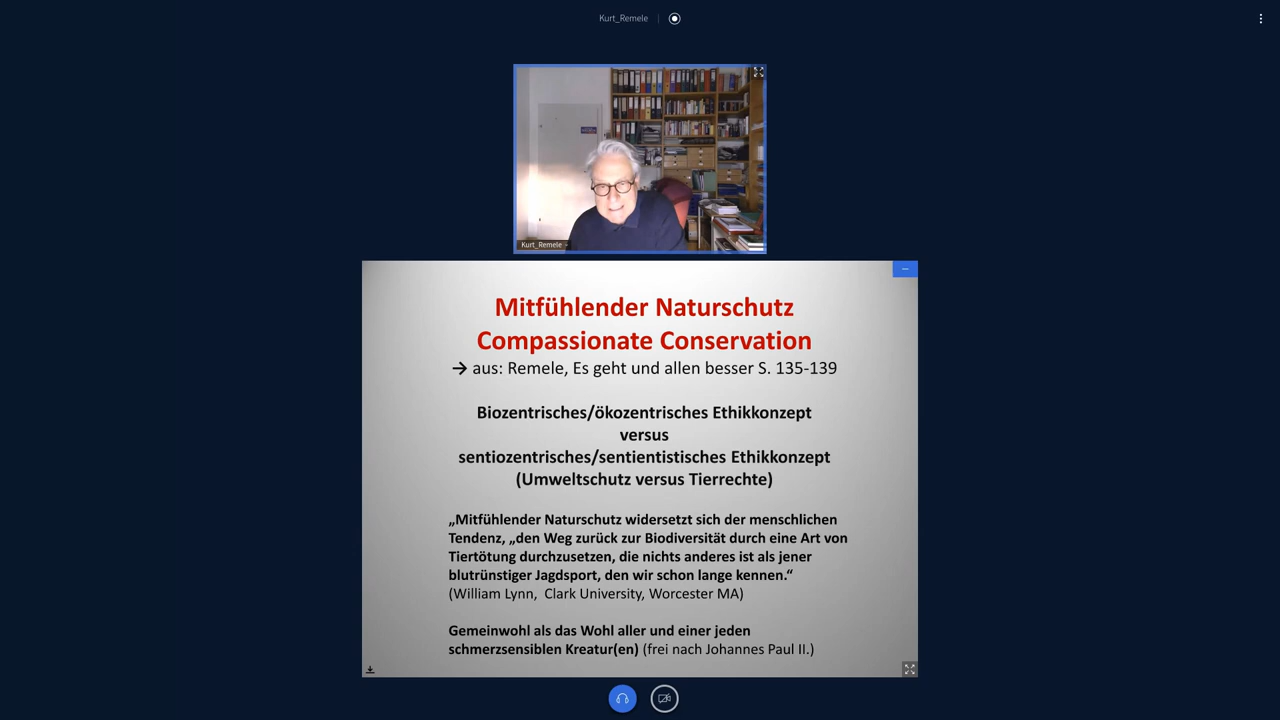 Kurt_Remele
Kurt_Remele
Mitfühlender Naturschutz
Compassionate Conservation
→ aus: Remele, Es geht und allen besser S. 135-139
Biozentrisches/ökozentrisches Ethikkonzept
versus
sentiozentrisches/sentientistisches Ethikkonzept
(Umweltschutz versus Tierrechte)
„Mitfühlender Naturschutz widersetzt sich der menschlichen
Tendenz, „den Weg zurück zur Biodiversität durch eine Art von
Tiertötung durchzusetzen, die nichts anderes ist als jener
blutrünstiger Jagdsport, den wir schon lange kennen.“
(William Lynn, Clark University, Worcester MA)
Gemeinwohl als das Wohl aller und einer jeden
schmerzsensiblen Kreatur(en) (frei nach Johannes Paul II.)